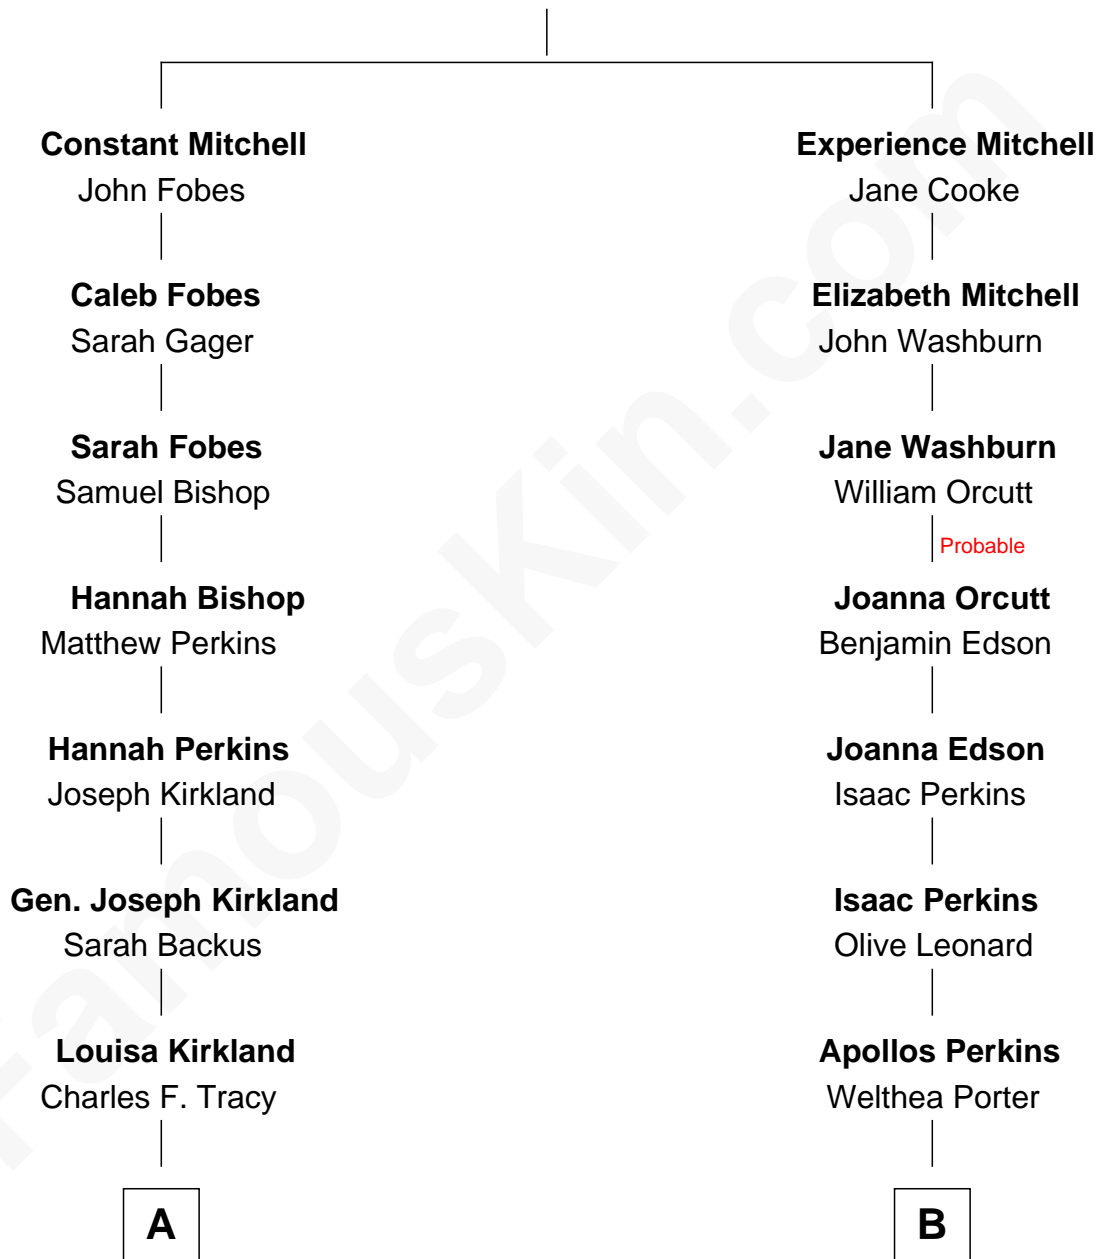 Constant Mitchell
John Fobes
Caleb Fobes
Sarah Gager
Sarah Fobes
Samuel Bishop
Hannah Bishop
Matthew Perkins
Hannah Perkins
Joseph Kirkland
Gen. Joseph Kirkland
Sarah Backus
Louisa Kirkland
Charles F. Tracy
A
Experience Mitchell
Jane Cooke
Elizabeth Mitchell
John Washburn
Jane Washburn
William Orcutt
Probable
Joanna Orcutt
Benjamin Edson
Joanna Edson
Isaac Perkins
Isaac Perkins
Olive Leonard
Apollos Perkins
Welthea Porter
B
FamousKin.com